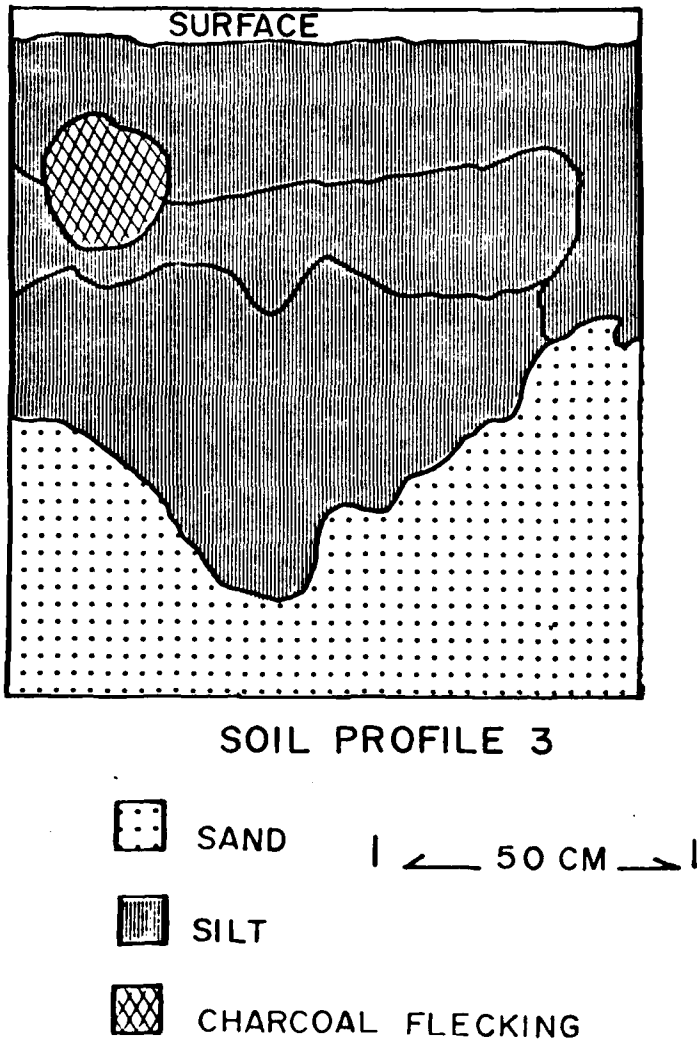 SURFACE
SOIL PROFILE 3
SAND
50 CM
SILT
CHARCOAL FLECKING